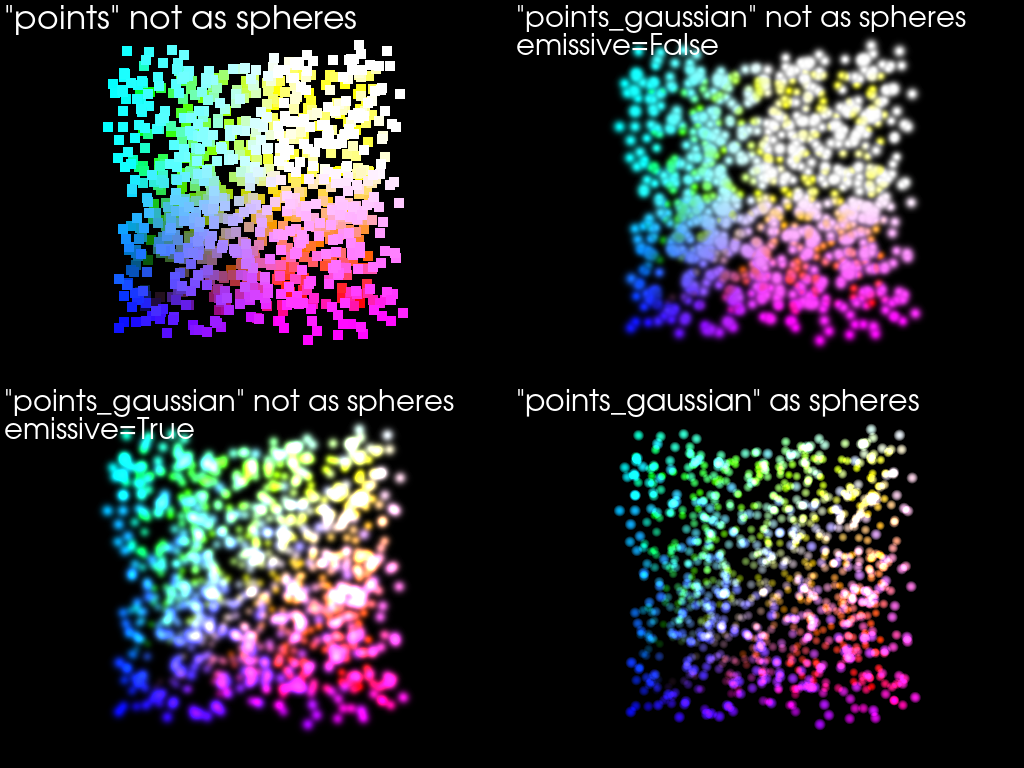 "points" not as spheres
"points_gaussian" not as spheres
emissive=False
"points_gaussian" not as spheres
emissive=True
"points_gaussian" as spheres